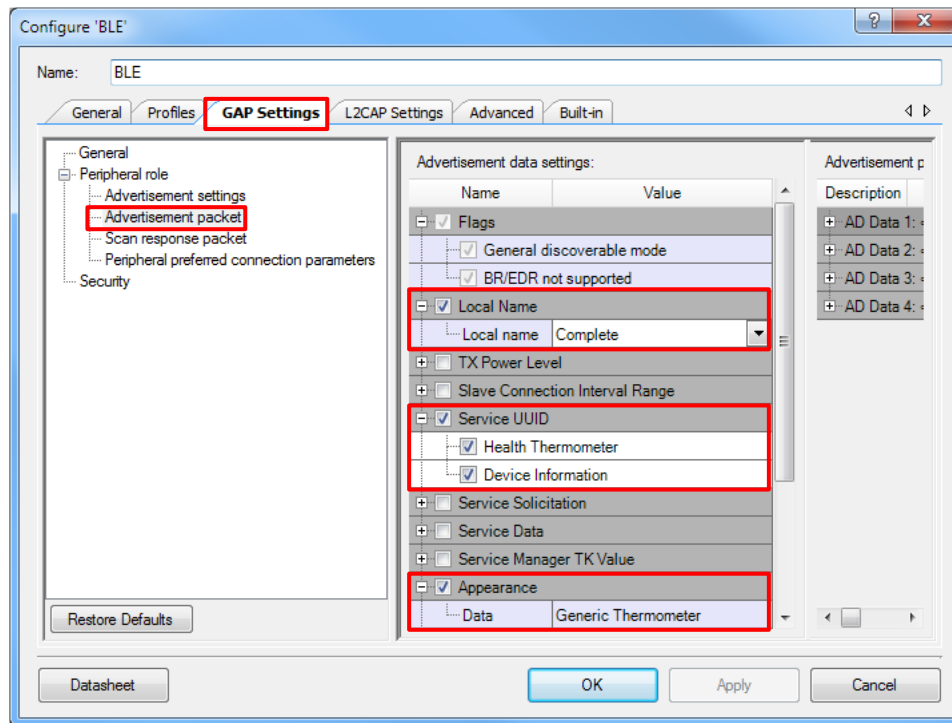 Configure 'BLE'
Name: BLE
General Profiles GAP Settings L2CAP Settings Advanced Built-in
General
Peripheral role
Advertisement settings
Advertisement packet
Scan response packet
Peripheral preferred connection parameters
Security
Restore Defaults
Advertisement data settings:
Name Value
Flags
General discoverable mode
BR/EDR not supported
Local Name
Local name Complete
TX Power Level
Slave Connection Interval Range
Service UUID
Health Thermometer
Device Information
Service Solicitation
Service Data
Service Manager TK Value
Appearance
Data Generic Thermometer
Advertisement p
Description
AD Data 1: <
AD Data 2: <
AD Data 3: <
AD Data 4: <
Datasheet OK Apply Cancel